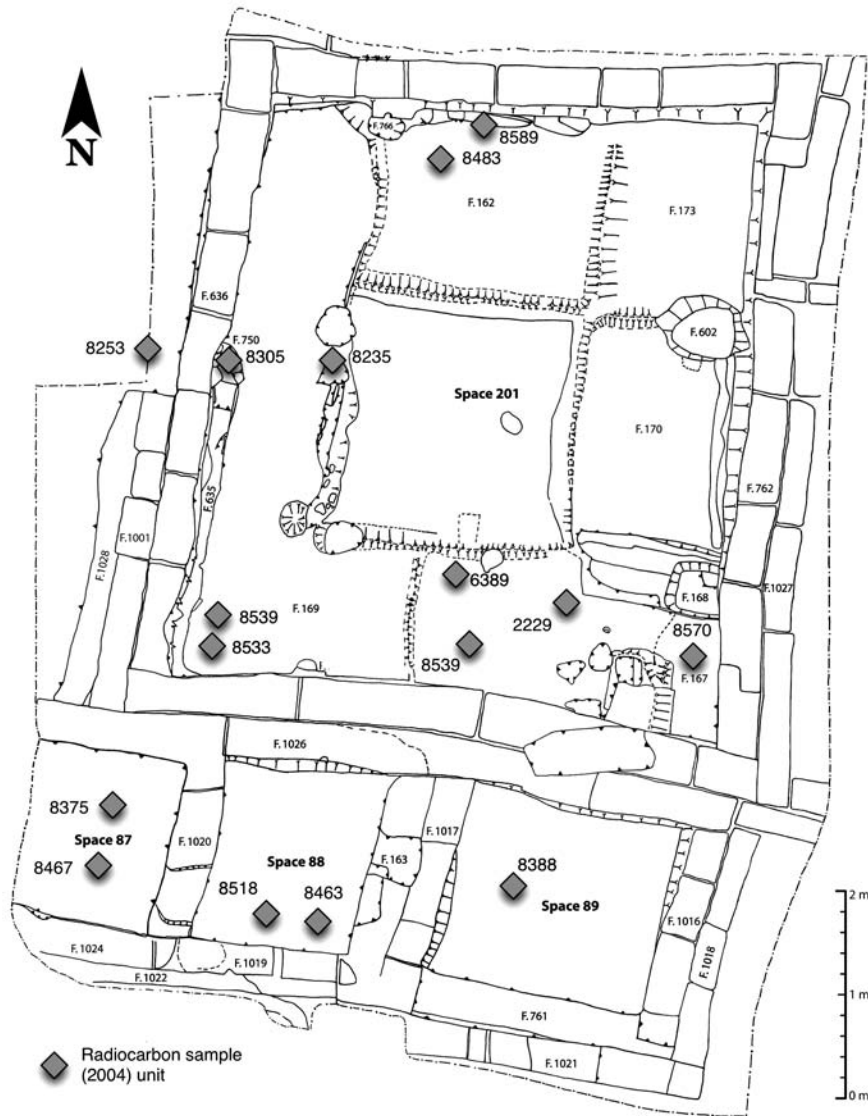 N
F.766
8589
8483
F.162
F.173
F.636
F.602
8253
F.750
8305
8235
Space 201
F.170
F.635
F.762
F.1001
F.1028
F.1027
6389
F.168
8539
F.169
2229
8570
8533
8539
F.167
F.1026
8375
Space 87
F.1020
F.1017
8467
Space 88
F.163
8388
8518
8463
Space 89
F.1016
2 m
F.1024
F.1019
F.1018
F.1022
1 m
F.761
Radiocarbon sample
(2004) unit
F.1021
0 m